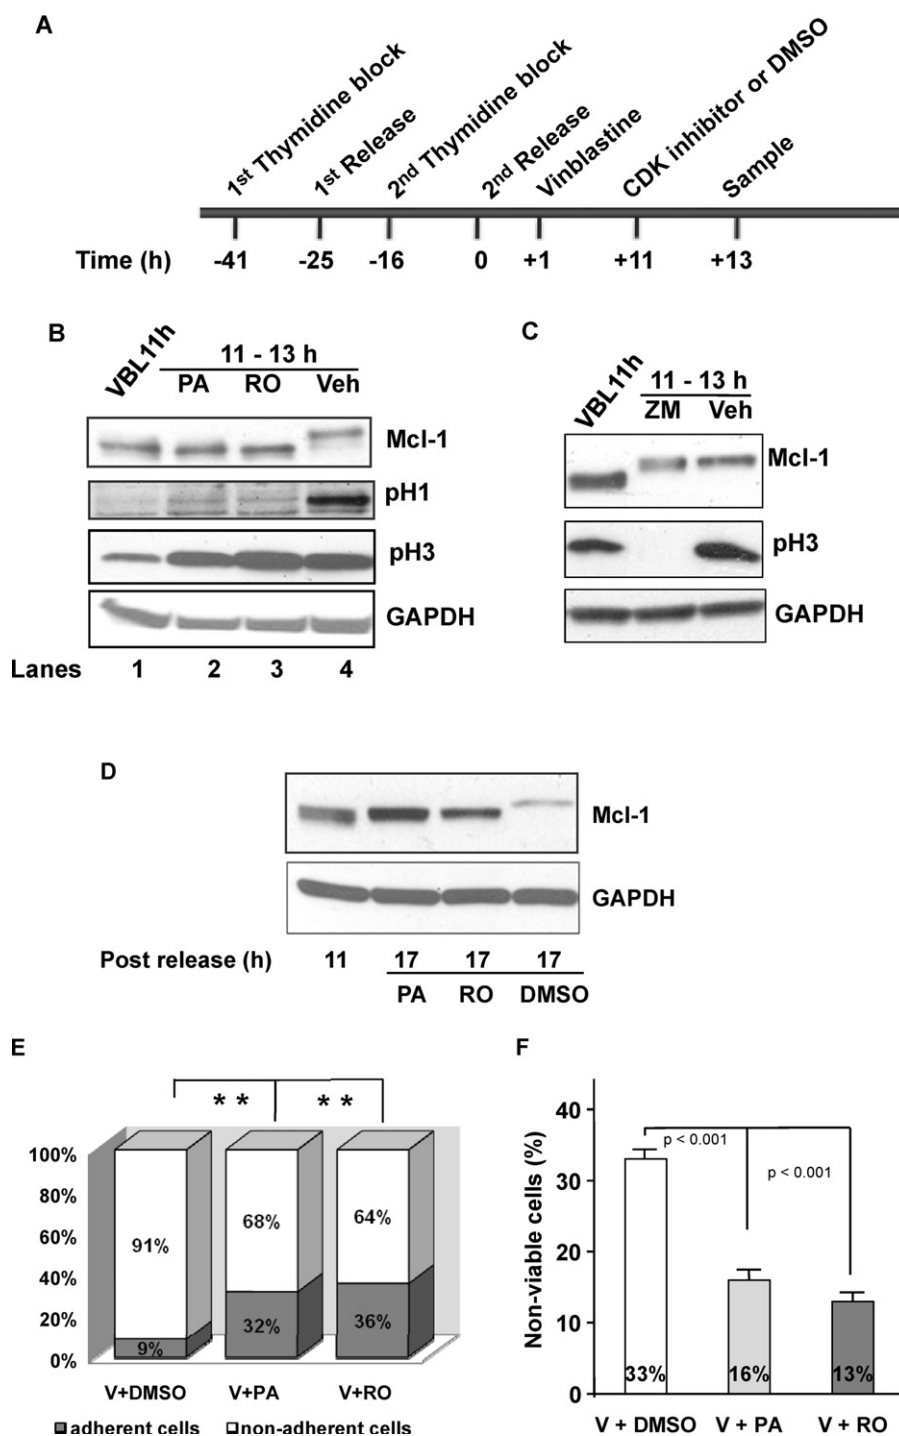 A
1st Thymidine block
1st Release
2nd Thymidine block
2nd Release
Vinblastine
CDK inhibitor or DMSO
Sample
Time (h) -41 -25 -16 0 +1 +11 +13
B
VBL11h
11 - 13 h
PA RO Veh
Mcl-1
pH1
pH3
GAPDH
Lanes 1 2 3 4
C
VBL11h
11 - 13 h
ZM Veh
Mcl-1
pH3
GAPDH
D
Mcl-1
GAPDH
Post release (h) 11 17 17 17
PA RO DMSO
E
* * * *
100%
80%
60%
40%
20%
0%
91% 68% 64%
9% 32% 36%
V+DMSO V+PA V+RO
adherent cells non-adherent cells
F
Non-viable cells (%)
40
30
20
10
0
p < 0.001
p < 0.001
33% 16% 13%
V + DMSO V + PA V + RO